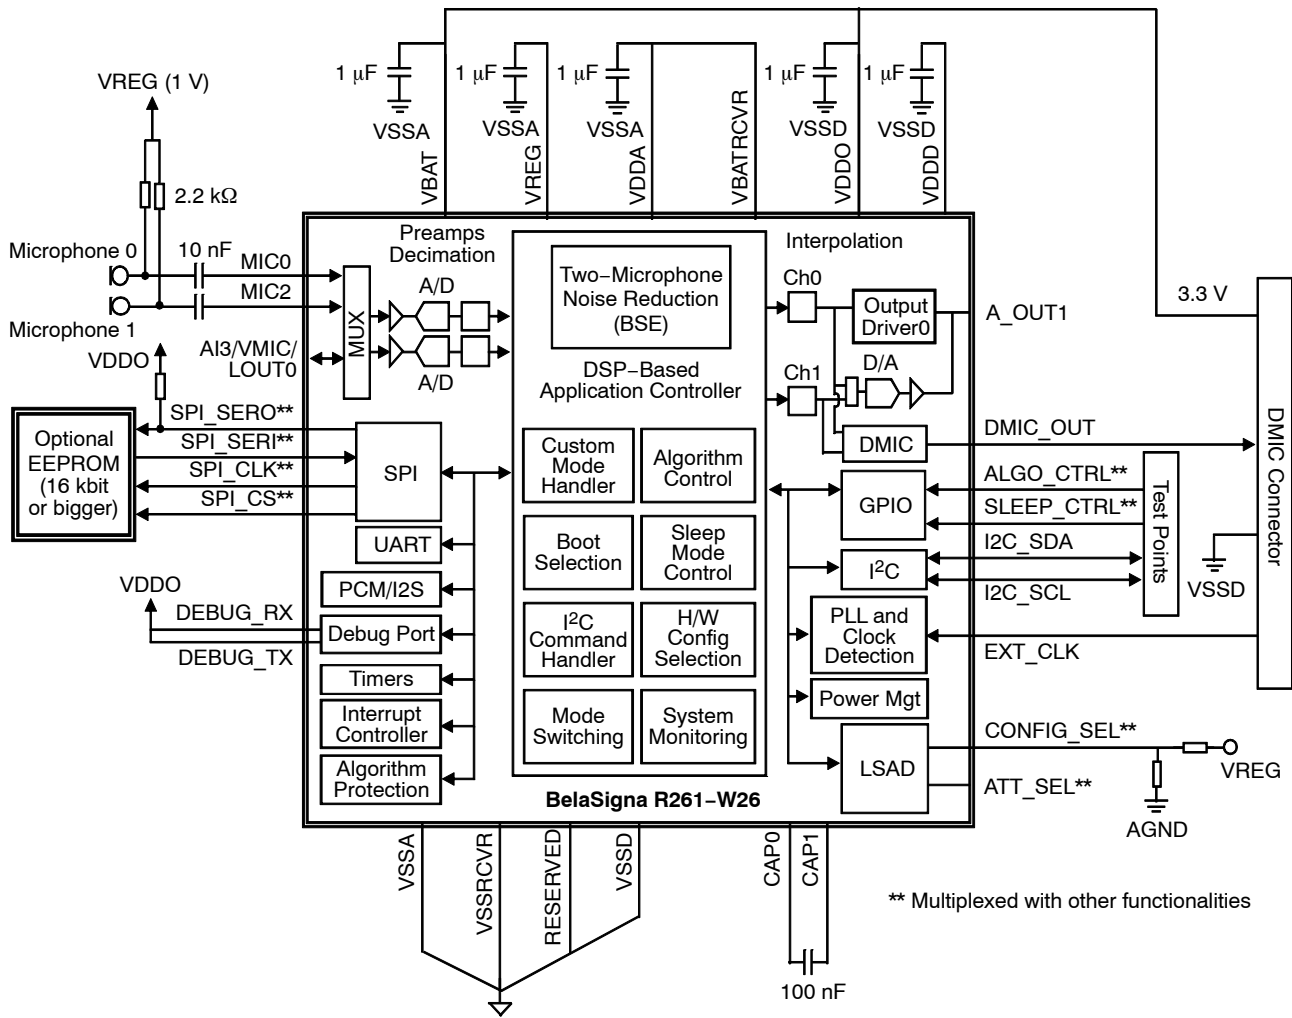 1 µF
1 µF
1 µF
1 µF
1 µF
VREG (1 V)
VSSA
VSSA
VSSA
VSSD
VSSD
VBAT
VREG
VDDA
VBATRCVR
VDDO
VDDD
2.2 kΩ
Microphone 0
10 nF
MIC0
MIC2
Microphone 1
VDDO
AI3/VMIC/
LOUT0
MUX
Preamps
Decimation
A/D
A/D
Two−Microphone
Noise Reduction
(BSE)
DSP−Based
Application Controller
Interpolation
Ch0
Output
Driver0
A_OUT1
3.3 V
Ch1
D/A
DMIC
DMIC_OUT
DMIC Connector
Optional
EEPROM
(16 kbit
or bigger)
SPI_SERO**
SPI_SERI**
SPI_CLK**
SPI_CS**
SPI
UART
PCM/I2S
VDDO
DEBUG_RX
DEBUG_TX
Debug Port
Timers
Interrupt
Controller
Algorithm
Protection
Custom
Mode
Handler
Algorithm
Control
Boot
Selection
Sleep
Mode
Control
I²C
Command
Handler
H/W
Config
Selection
Mode
Switching
System
Monitoring
GPIO
ALGO_CTRL**
SLEEP_CTRL**
I²C
I2C_SDA
I2C_SCL
Test Points
VSSD
PLL and
Clock
Detection
EXT_CLK
Power Mgt
LSAD
CONFIG_SEL**
ATT_SEL**
VREG
AGND
BelaSigna R261−W26
VSSA
VSSRCVR
RESERVED
VSSD
CAP0
CAP1
100 nF
** Multiplexed with other functionalities